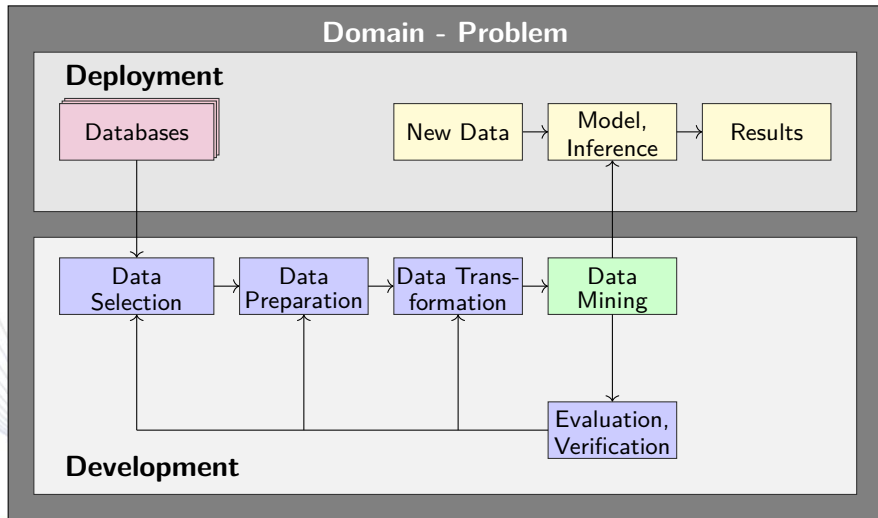 Domain - Problem
Deployment
Databases
New Data
Model,
Inference
Results
Data
Selection
Data
Preparation
Data Trans-
formation
Data
Mining
Evaluation,
Verification
Development